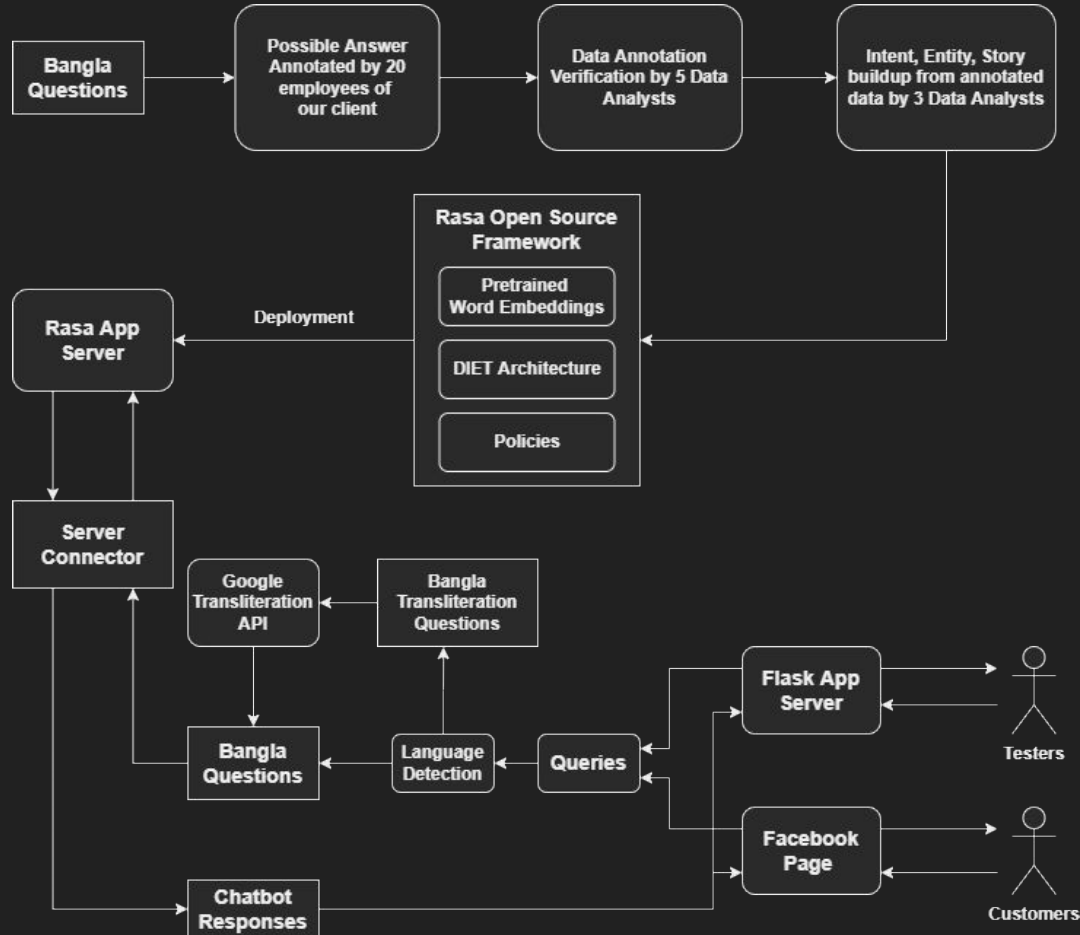 Bangla
Questions
Possible Answer
Annotated by 20
employees of
our client
Data Annotation
Verification by 5 Data
Analysts
Intent, Entity, Story
buildup from annotated
data by 3 Data Analysts
Rasa Open Source
Framework
Pretrained
Word Embeddings
DIET Architecture
Policies
Deployment
Rasa App
Server
Server
Connector
Google
Transliteration
API
Bangla
Transliteration
Questions
Bangla
Questions
Language
Detection
Queries
Flask App
Server
Testers
Facebook
Page
Customers
Chatbot
Responses